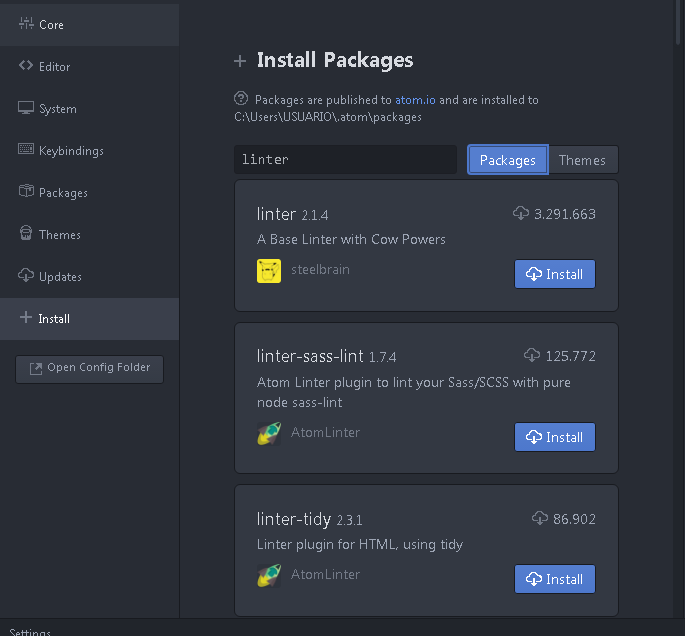 Core
Editor
System
Keybindings
Packages
Themes
Updates
Install
Open Config Folder
Install Packages
Packages are published to atom.io and are installed to
C:\Users\USUARIO\.atom\packages
linter
Packages Themes
linter 2.1.4 3.291.663
A Base Linter with Cow Powers
steelbrain Install
linter-sass-lint 1.7.4 125.772
Atom Linter plugin to lint your Sass/SCSS with pure
node sass-lint
AtomLinter Install
linter-tidy 2.3.1 86.902
Linter plugin for HTML, using tidy
AtomLinter Install
Settings